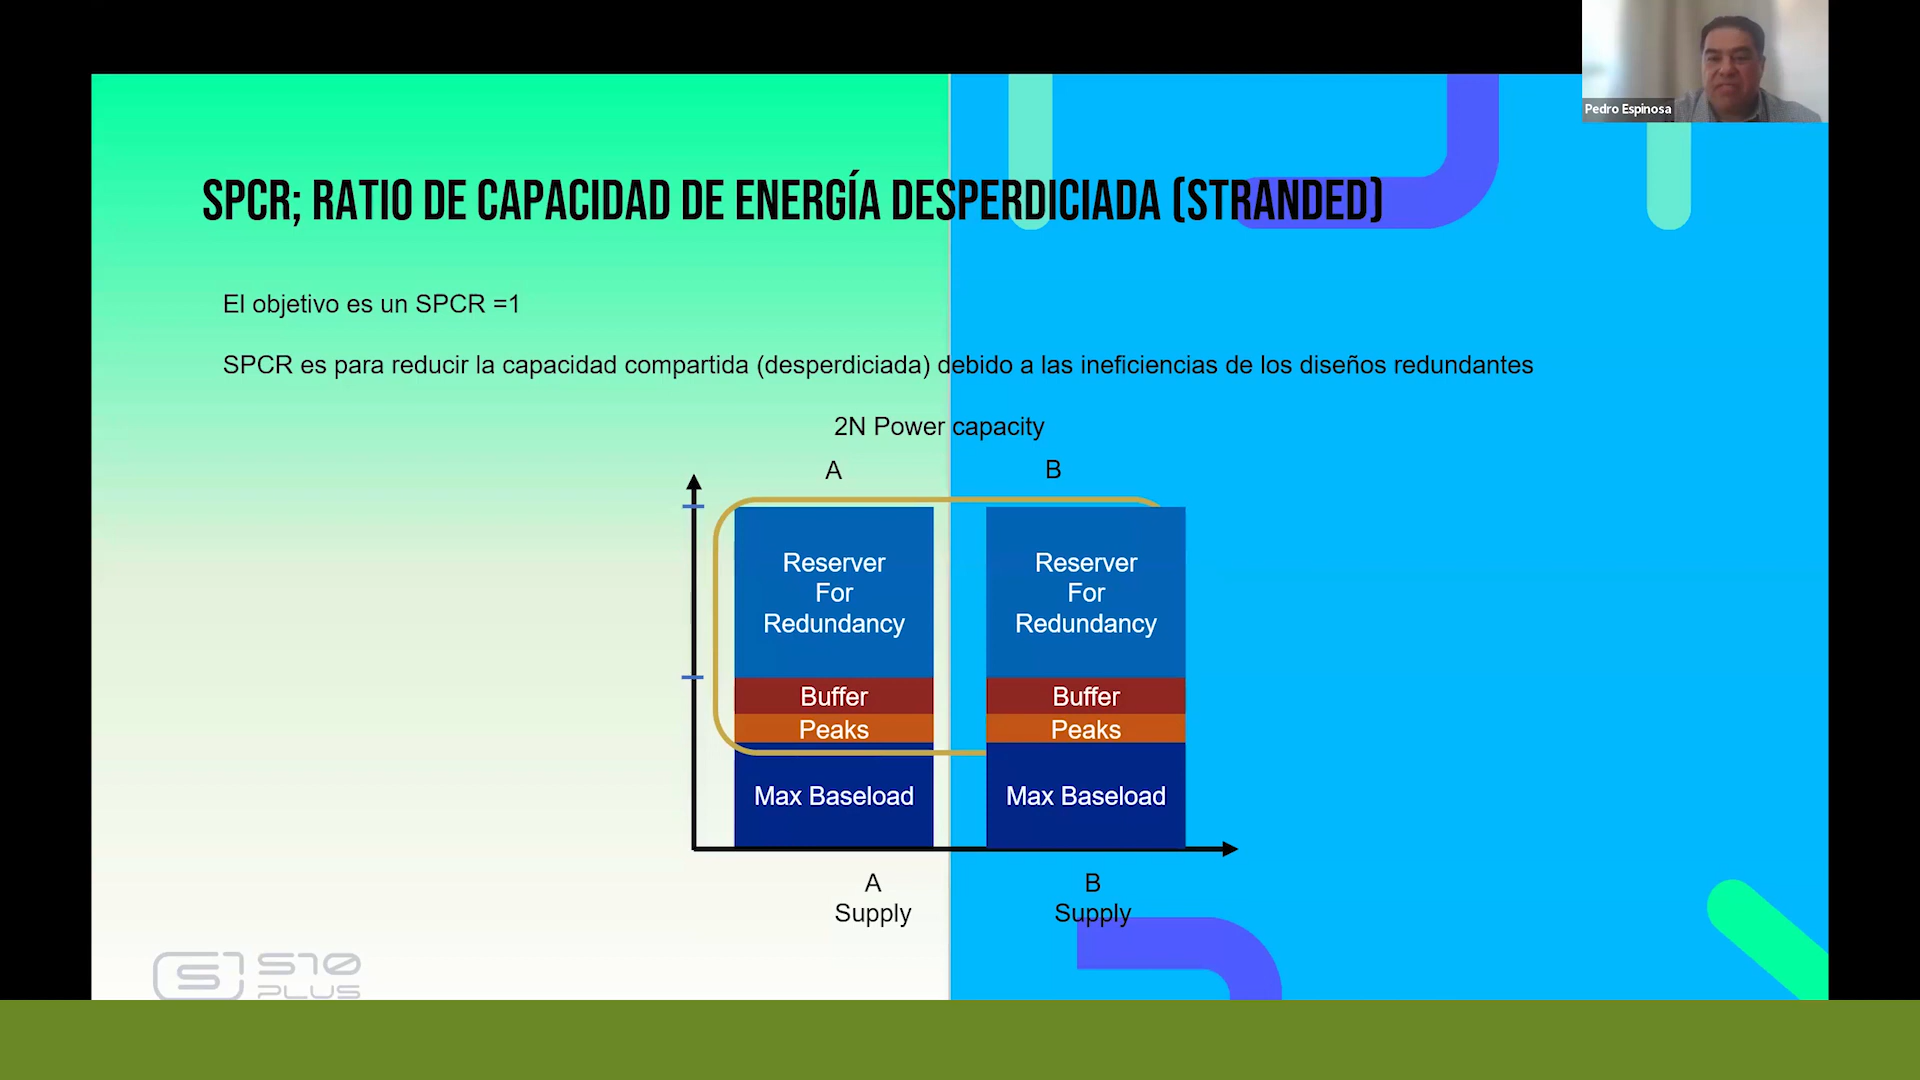 Pedro Espinosa
SPCR; RATIO DE CAPACIDAD DE ENERGÍA DESPERDICIADA (STRANDED)
El objetivo es un SPCR =1
SPCR es para reducir la capacidad compartida (desperdiciada) debido a las ineficiencias de los diseños redundantes
2N Power capacity
A B
Reserver
For
Redundancy
Buffer
Peaks
Max Baseload
Reserver
For
Redundancy
Buffer
Peaks
Max Baseload
A
Supply
B
Supply
S10
PLUS